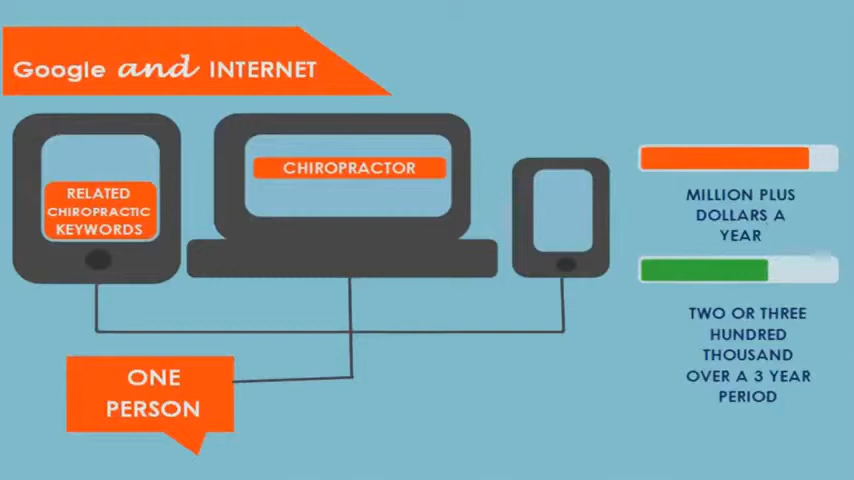 Google and INTERNET
RELATED
CHIROPRACTIC
KEYWORDS
CHIROPRACTOR
MILLION PLUS
DOLLARS A
YEAR
TWO OR THREE
HUNDRED
THOUSAND
OVER A 3 YEAR
PERIOD
ONE
PERSON